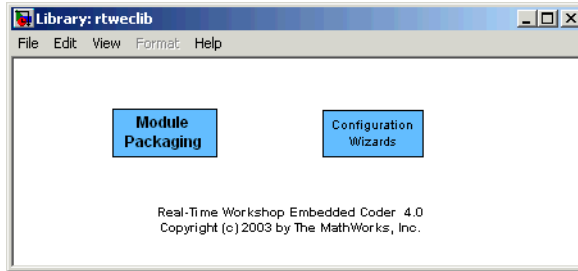 Library: rtweclib
File Edit View Format Help
Module
Packaging
Configuration
Wizards
Real-Time Workshop Embedded Coder 4.0
Copyright (c) 2003 by The MathWorks, Inc.